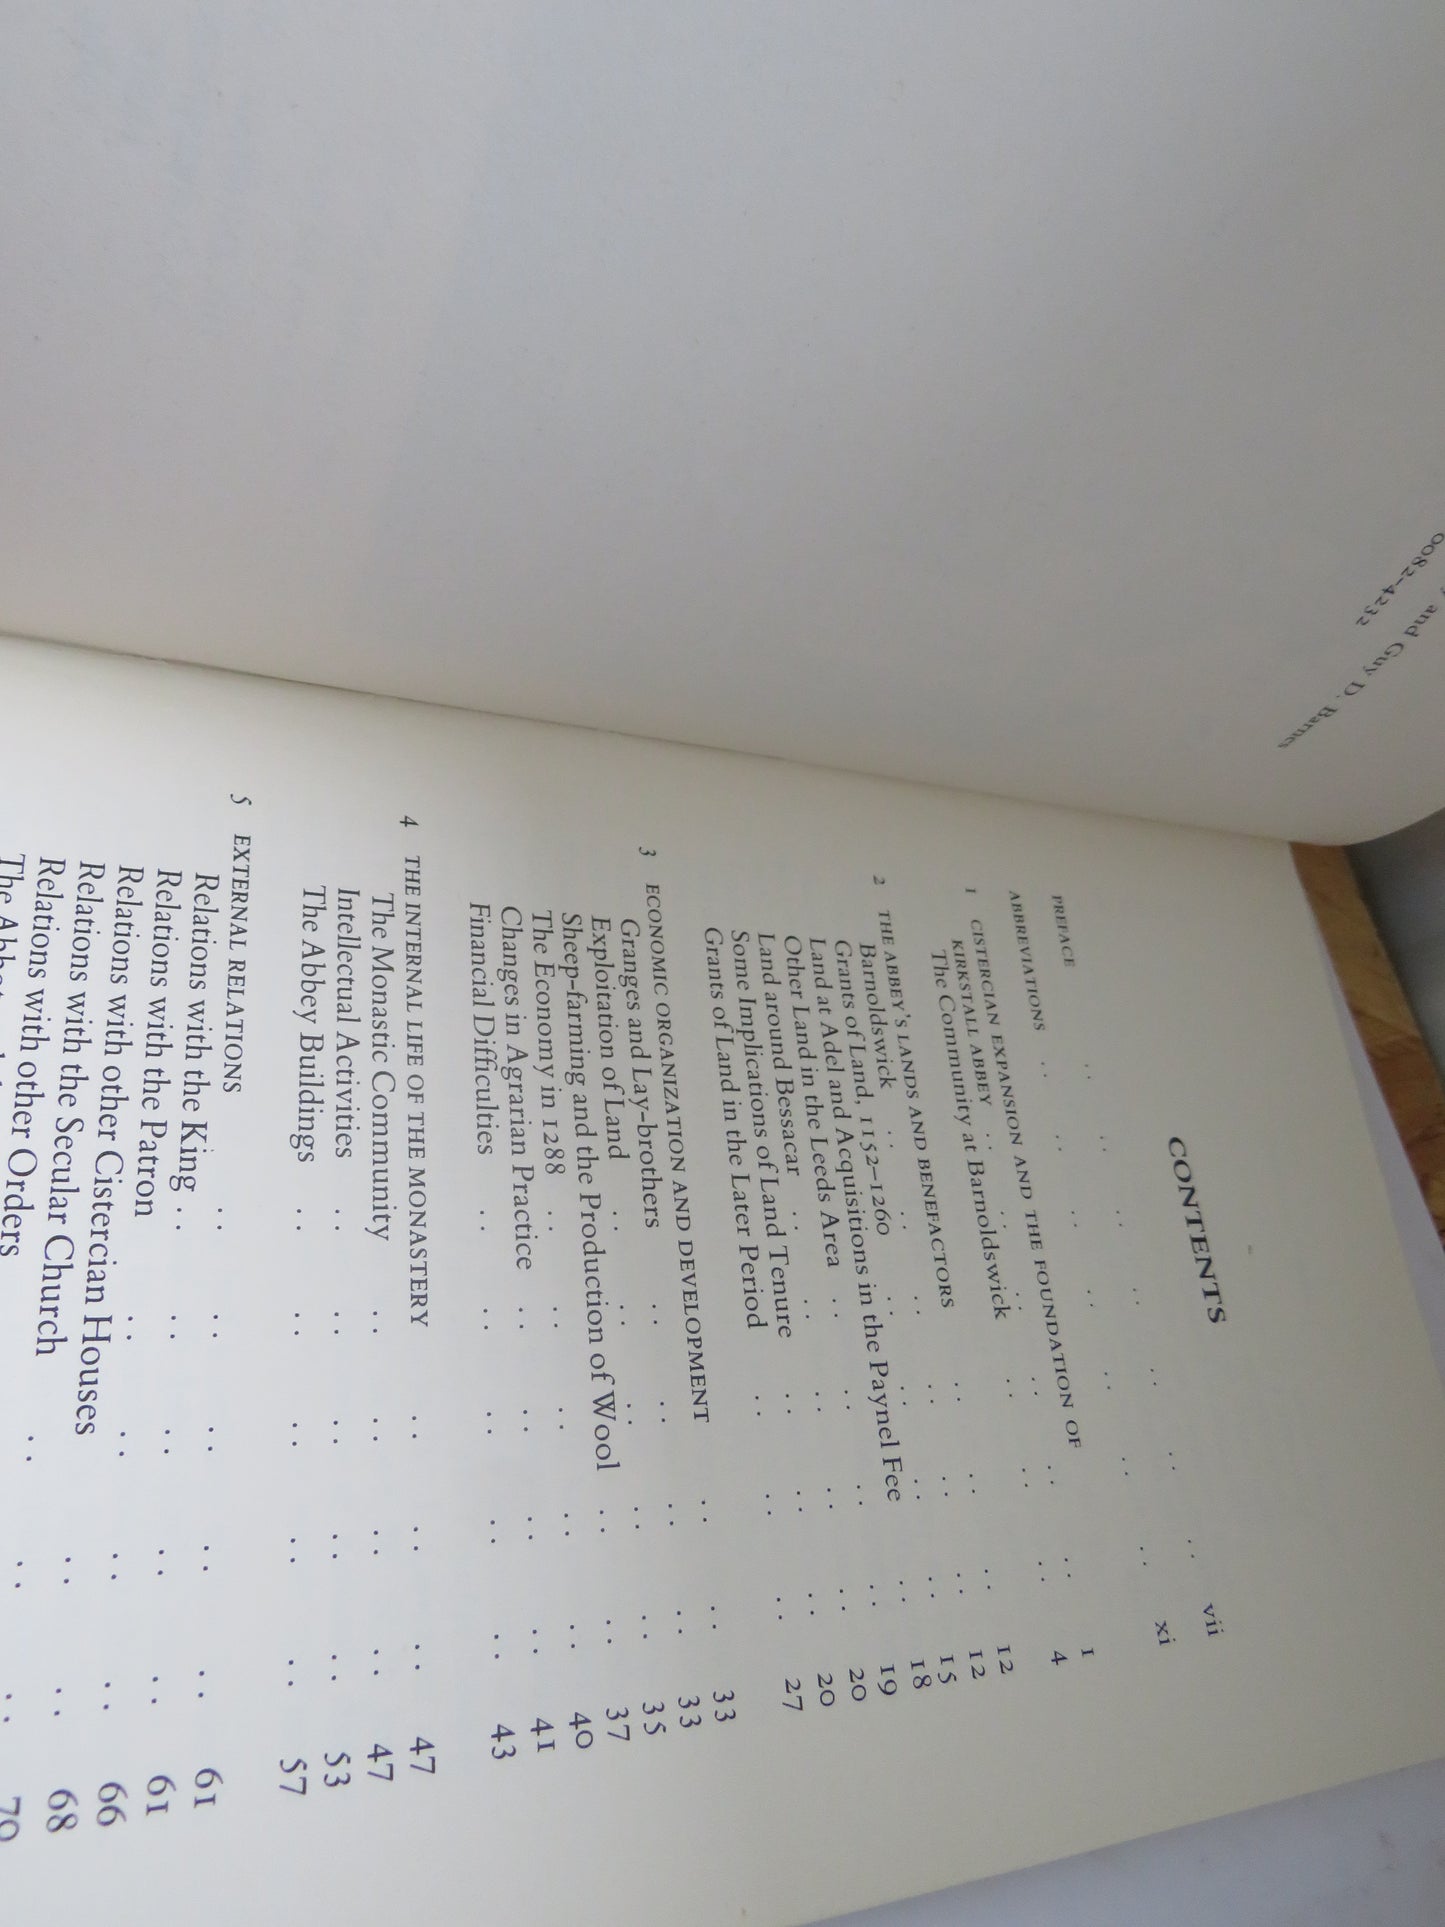 and Guy D. Barnes
0082-4232
CONTENTS
PREFACE .. .. .. .. .. .. vii
ABBREVIATIONS .. .. .. .. .. .. xi
1 CISTERCIAN EXPANSION AND THE FOUNDATION OF
KIRKSTALL ABBEY .. .. .. .. .. .. 1
The Community at Barnoldswick .. .. .. 4
2 THE ABBEY'S LANDS AND BENEFACTORS .. .. .. 12
Barnoldswick .. .. .. .. .. .. 12
Grants of Land, 1152–1260 .. .. .. .. 15
Land at Adel and Acquisitions in the Paynel Fee .. 18
Other Land in the Leeds Area .. .. .. .. 19
Land around Bessacar .. .. .. .. .. 20
Some Implications of Land Tenure .. .. .. 20
Grants of Land in the Later Period .. .. .. 27
3 ECONOMIC ORGANIZATION AND DEVELOPMENT .. .. 33
Granges and Lay-brothers .. .. .. .. 33
Exploitation of Land .. .. .. .. .. 35
Sheep-farming and the Production of Wool .. .. 37
The Economy in 1288 .. .. .. .. .. 40
Changes in Agrarian Practice .. .. .. .. 41
Financial Difficulties .. .. .. .. .. 43
4 THE INTERNAL LIFE OF THE MONASTERY .. .. .. 47
The Monastic Community .. .. .. .. 47
Intellectual Activities .. .. .. .. .. 53
The Abbey Buildings .. .. .. .. .. 57
5 EXTERNAL RELATIONS .. .. .. .. .. 61
Relations with the King .. .. .. .. .. 61
Relations with the Patron .. .. .. .. 66
Relations with other Cistercian Houses .. .. 68
Relations with the Secular Church .. .. .. 70
Relations with other Orders